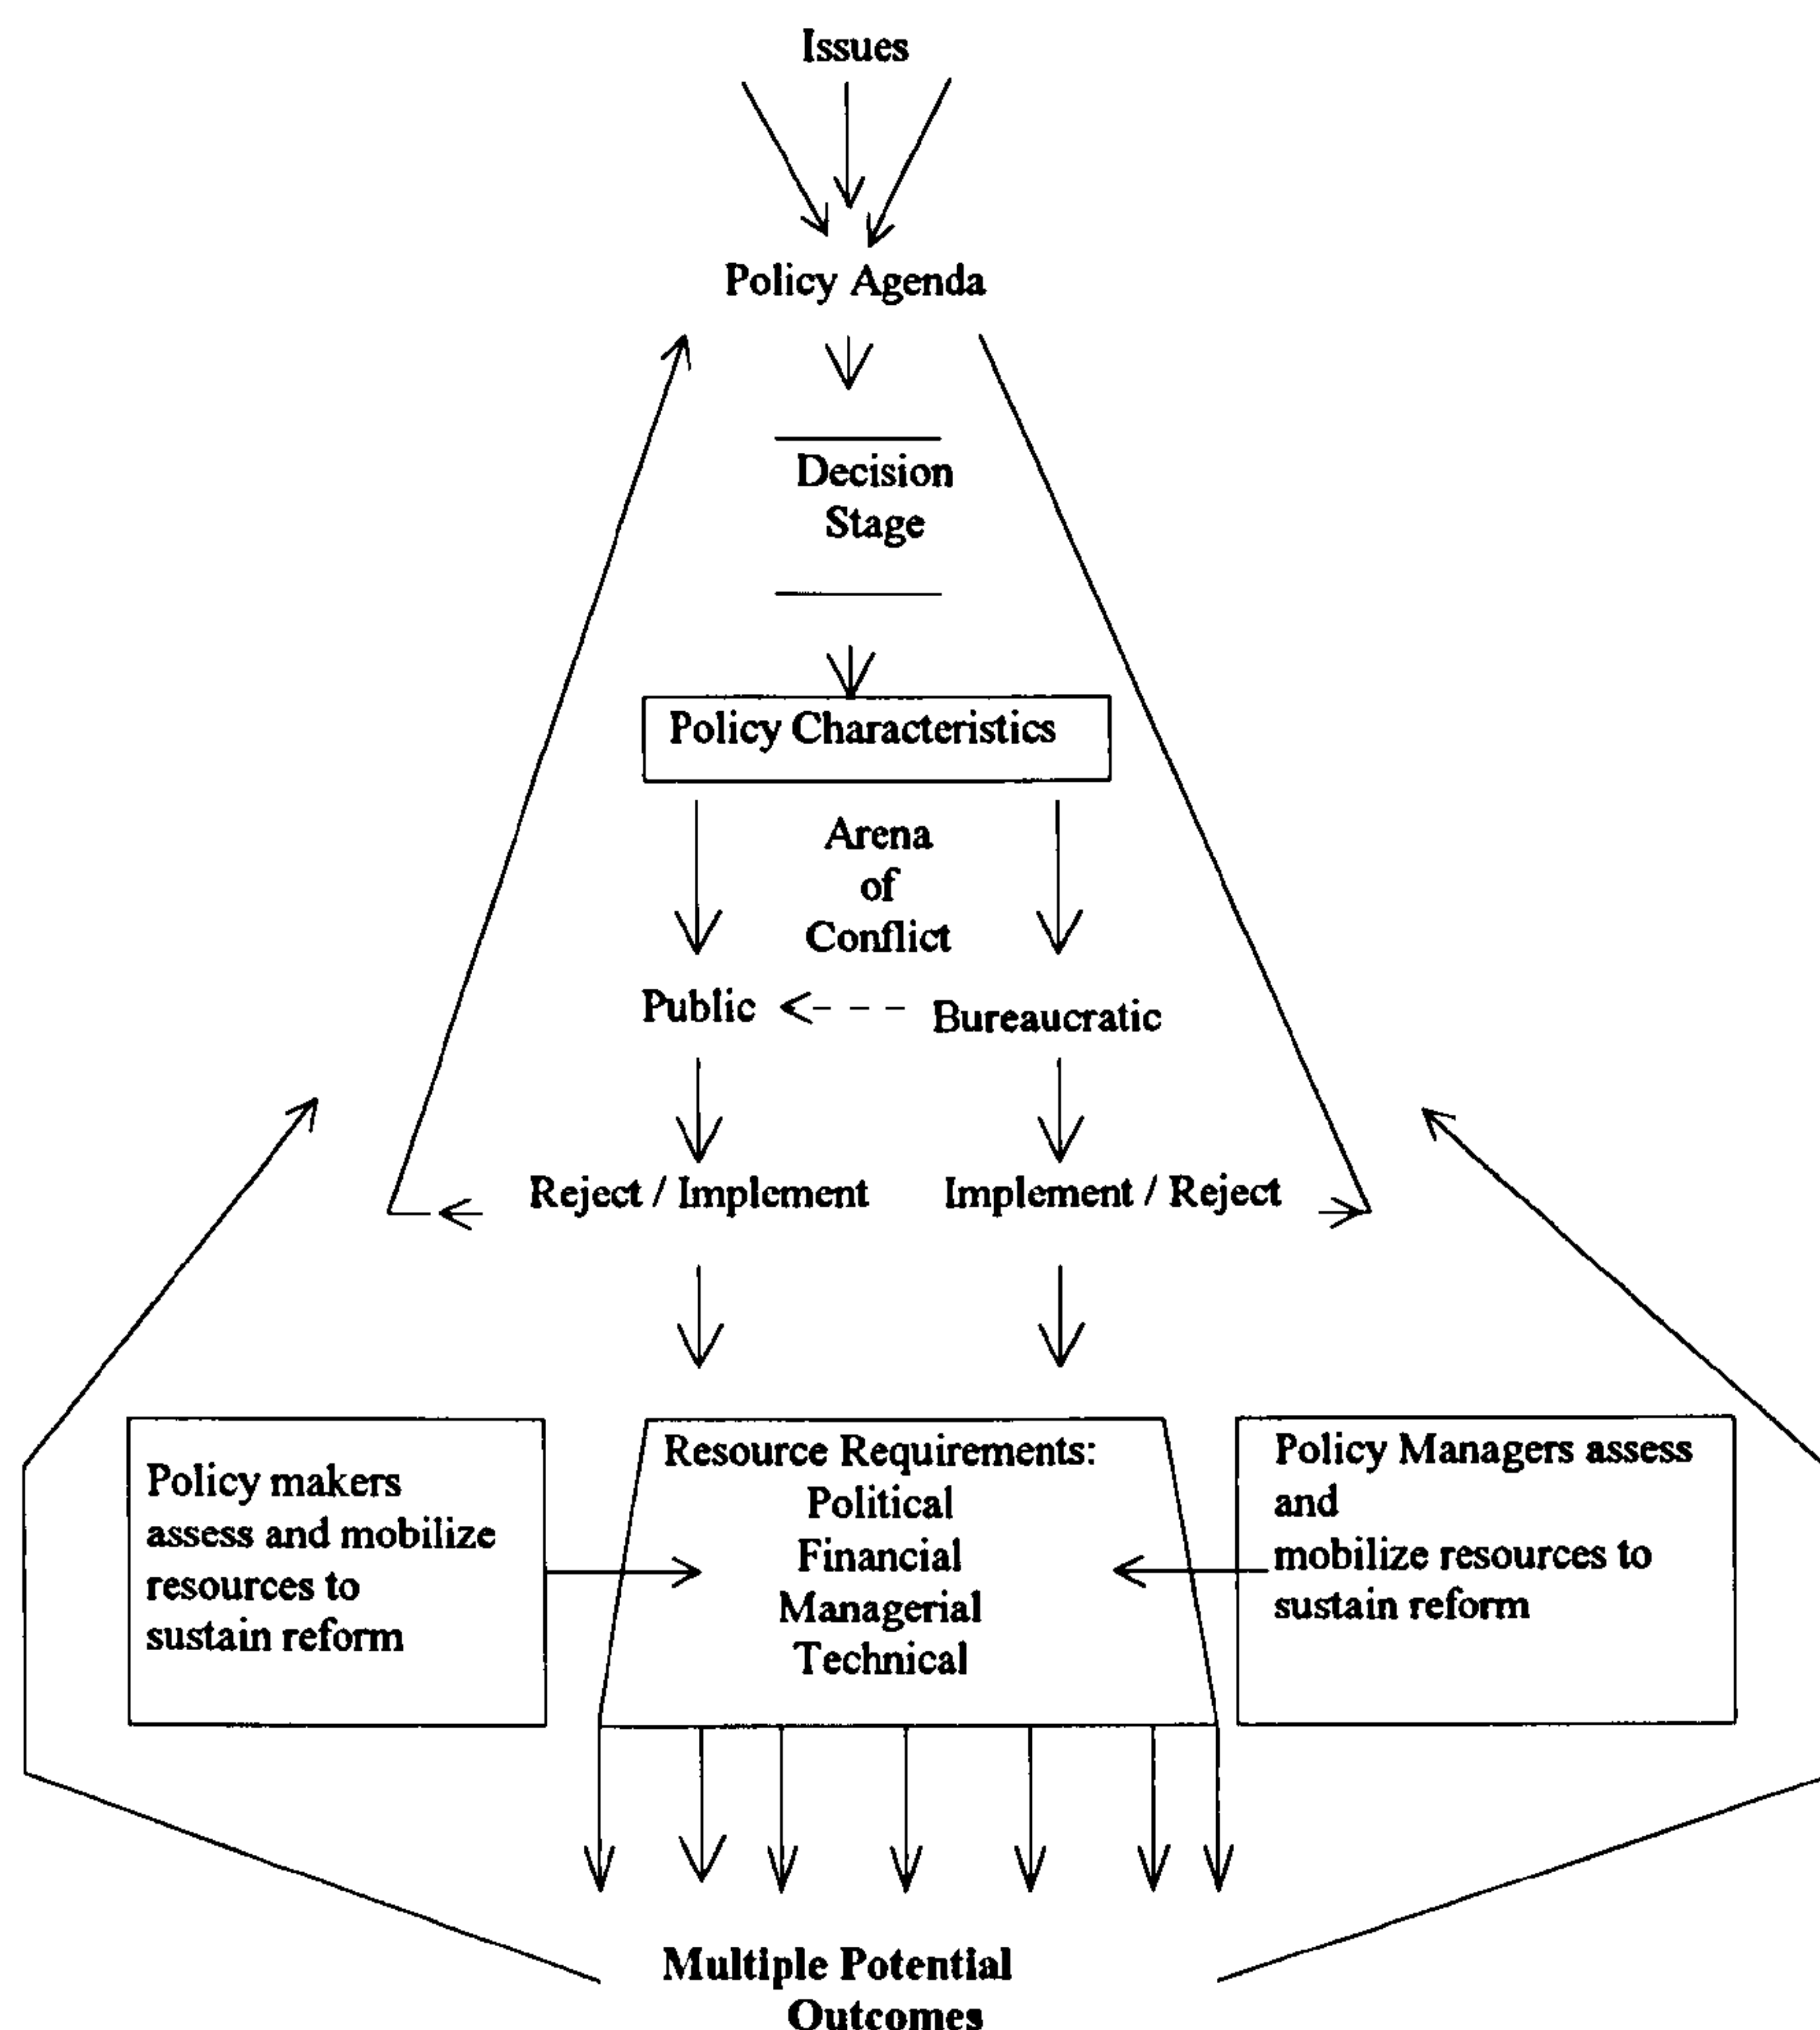 Issues
Policy Agenda
Decision
Stage
Policy Characteristics
Arena
of
Conflict
Public
Bureaucratic
Reject / Implement
Implement / Reject
Policy makers
assess and mobilize
resources to
sustain reform
Resource Requirements:
Political
Financial
Managerial
Technical
Policy Managers assess
and
mobilize resources to
sustain reform
Multiple Potential
Outcomes